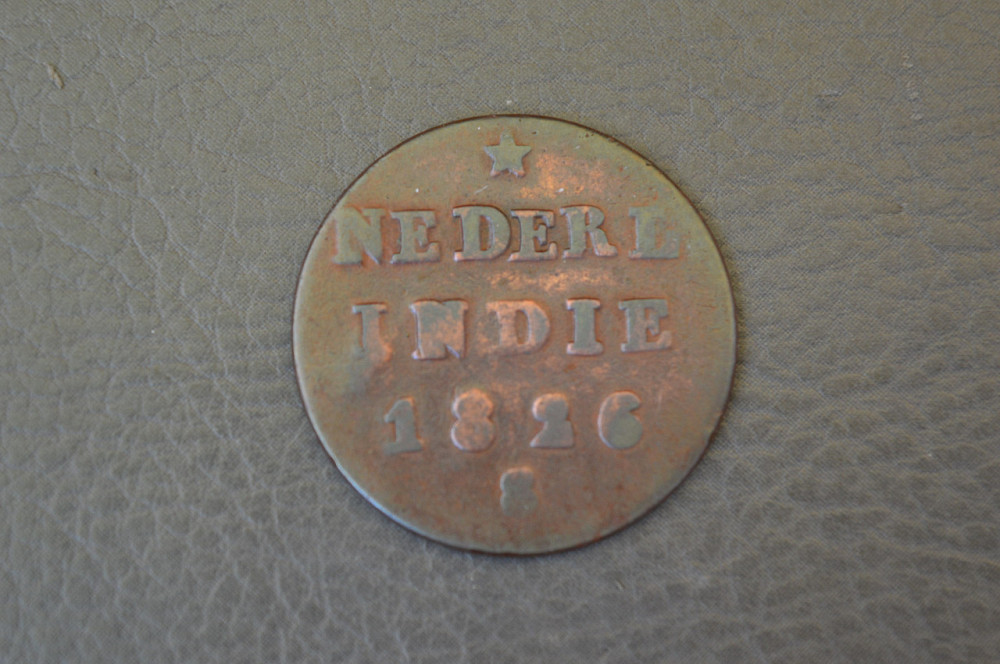 NEDERL
INDIE
1826
S